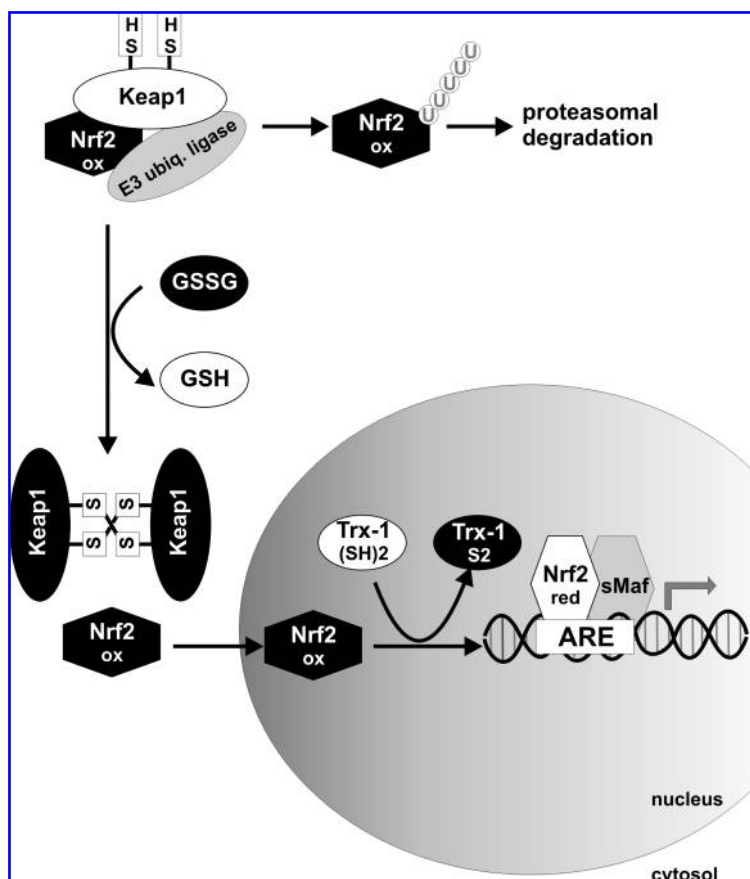 H H
S S
Keap1
Nrf2
ox
E3 ubiq. ligase
Nrf2
ox
U U U U U
proteasomal
degradation
GSSG
GSH
Keap1
S S
S S
Keap1
Trx-1
(SH)2
Trx-1
S2
Nrf2
red
sMaf
ARE
Nrf2
ox
Nrf2
ox
nucleus
cytosol